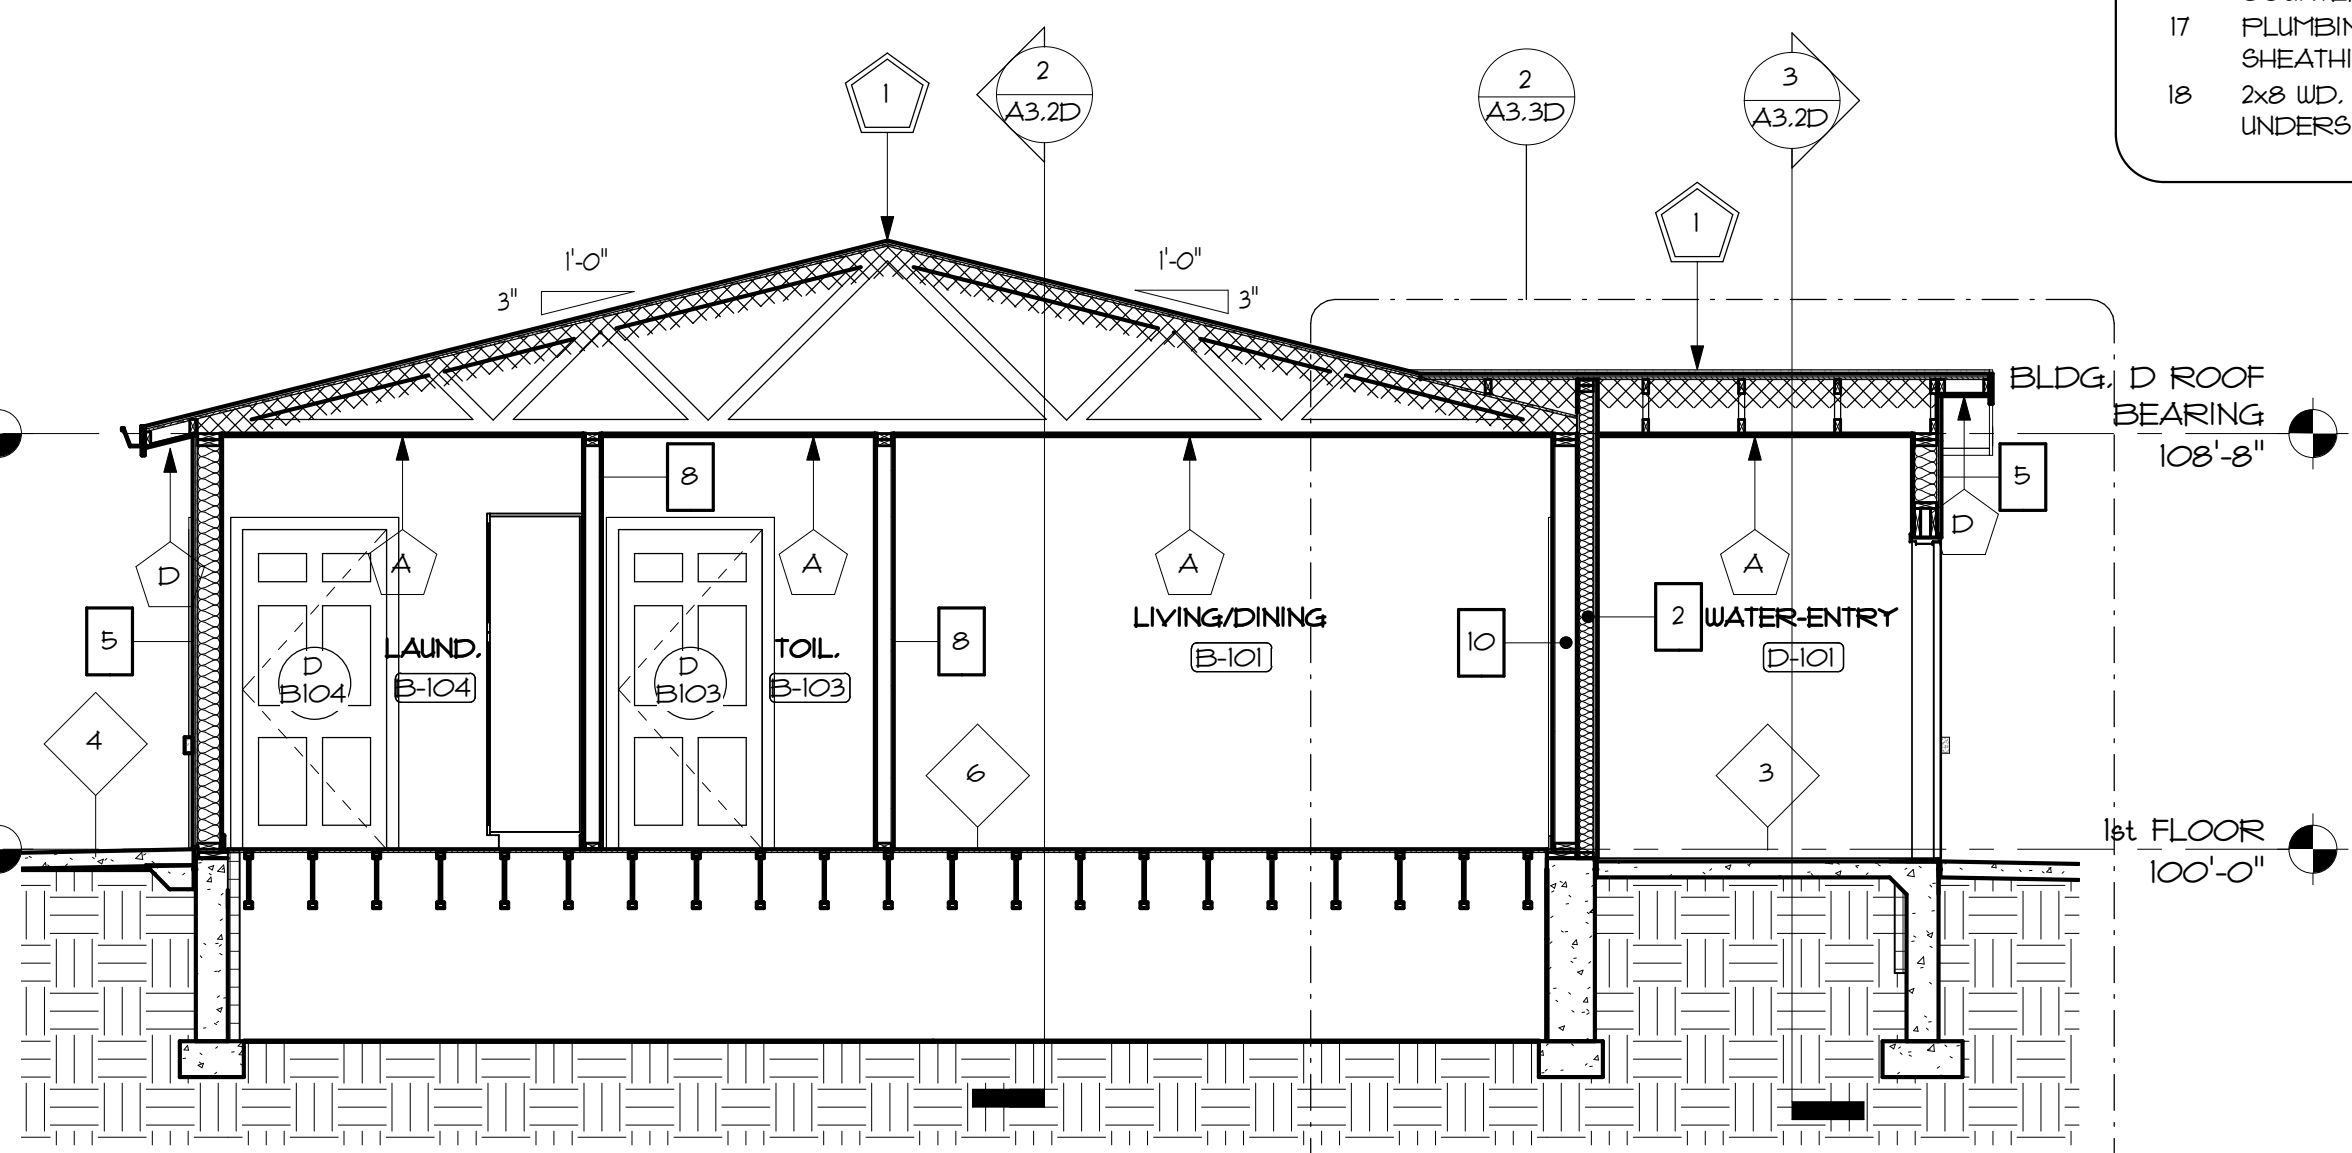 17 PLUMBIN
SHEATHI
18 2x8 WD.
UNDERS
1
2
A3.2D
2
A3.3D
3
A3.2D
1
1'-0"
3"
1'-0"
3"
BLDG. D ROOF
BEARING
108'-8"
8
5
D
A
A
A
A
D
5
LAUND.
B-104
D
B104
TOIL.
B-103
D
B103
8
LIVING/DINING
B-101
10
2
WATER-ENTRY
D-101
4
6
3
1st FLOOR
100'-0"